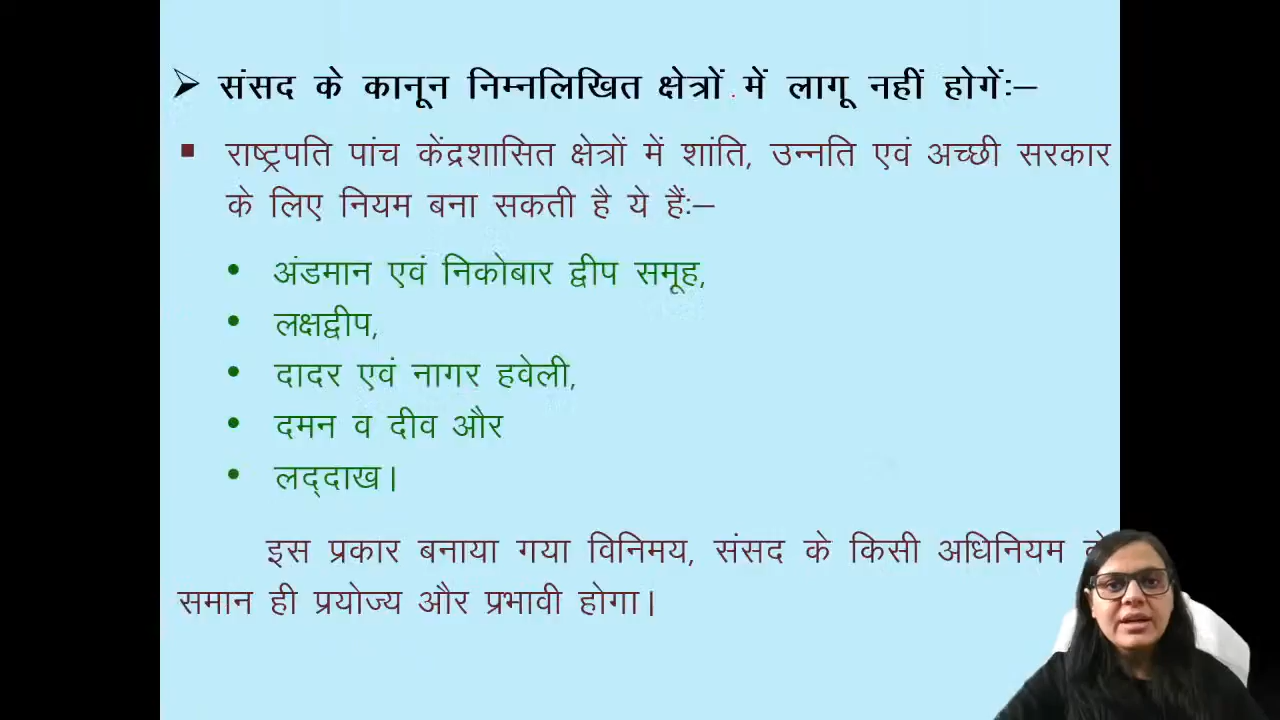 ➢ संसद के कानून निम्नलिखित क्षेत्रों में लागू नहीं होगेंः–
▪ राष्ट्रपति पांच केंद्रशासित क्षेत्रों में शांति, उन्नति एवं अच्छी सरकार
के लिए नियम बना सकती है ये हैंः–
• अंडमान एवं निकोबार द्वीप समूह,
• लक्षद्वीप,
• दादर एवं नागर हवेली,
• दमन व दीव और
• लद्दाख।
इस प्रकार बनाया गया विनिमय, संसद के किसी अधिनियम
समान ही प्रयोज्य और प्रभावी होगा।